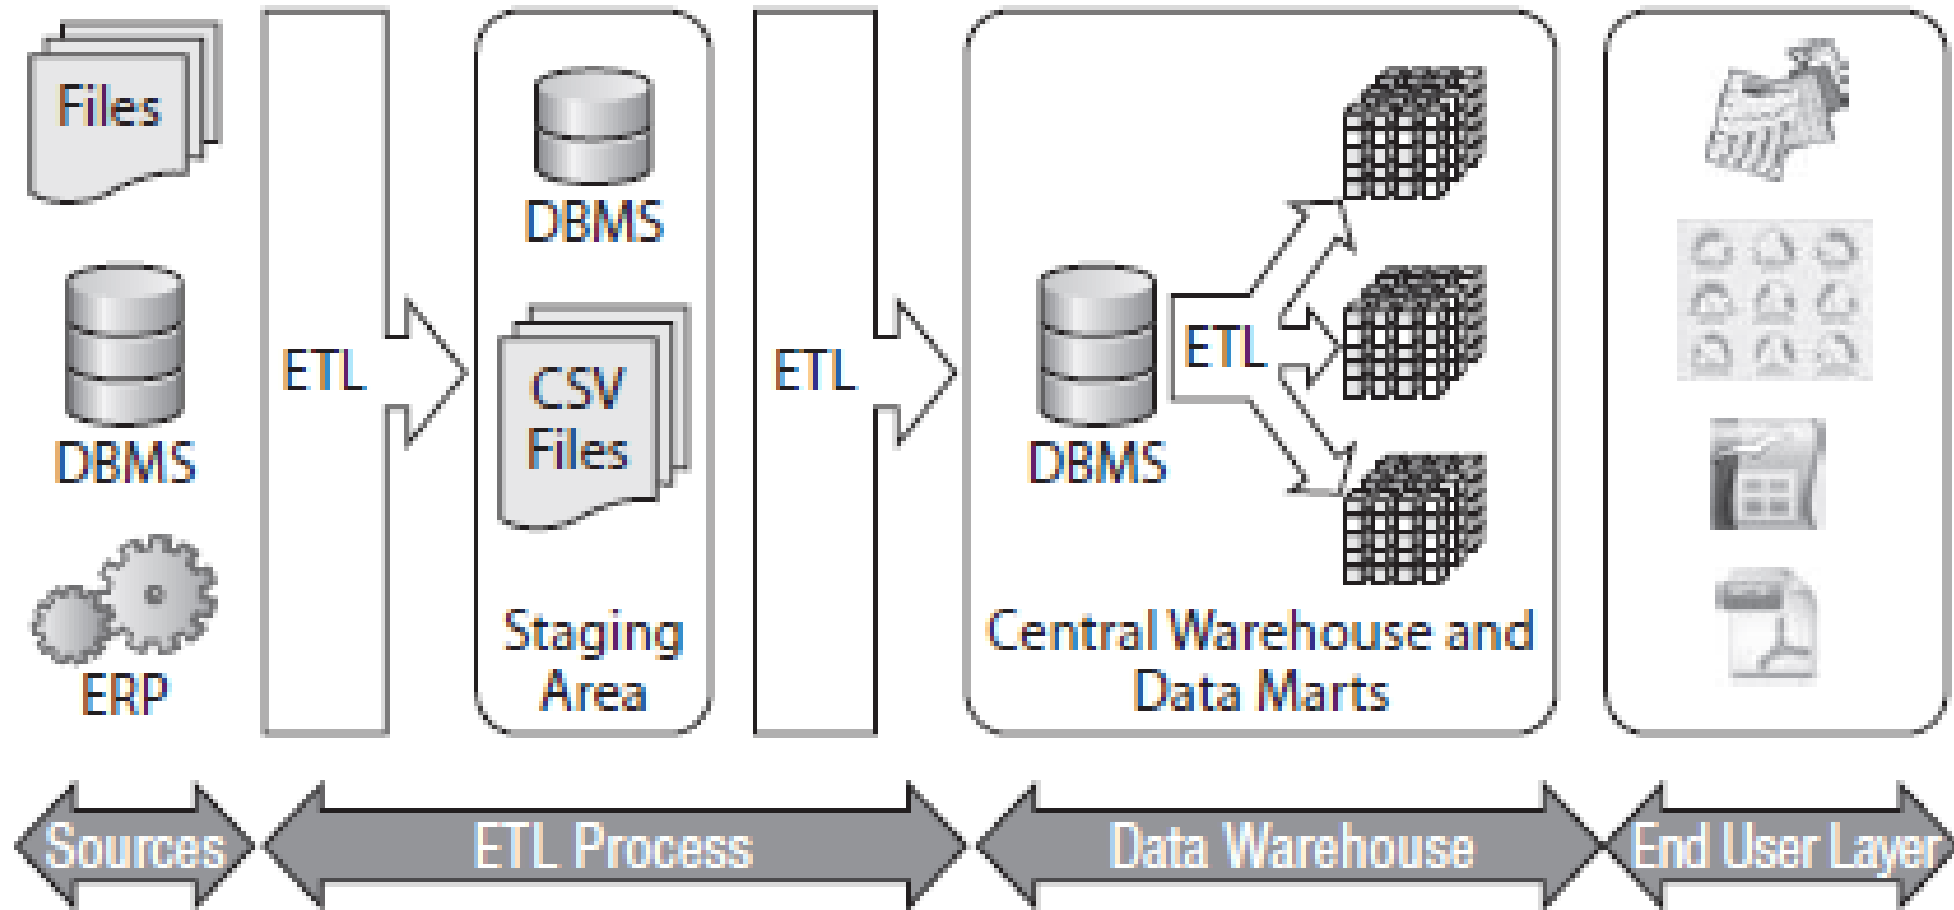 Files
DBMS
ERP
ETL
DBMS
CSV
Files
Staging
Area
ETL
DBMS
ETL
Central Warehouse and
Data Marts
Sources
ETL Process
Data Warehouse
End User Layer